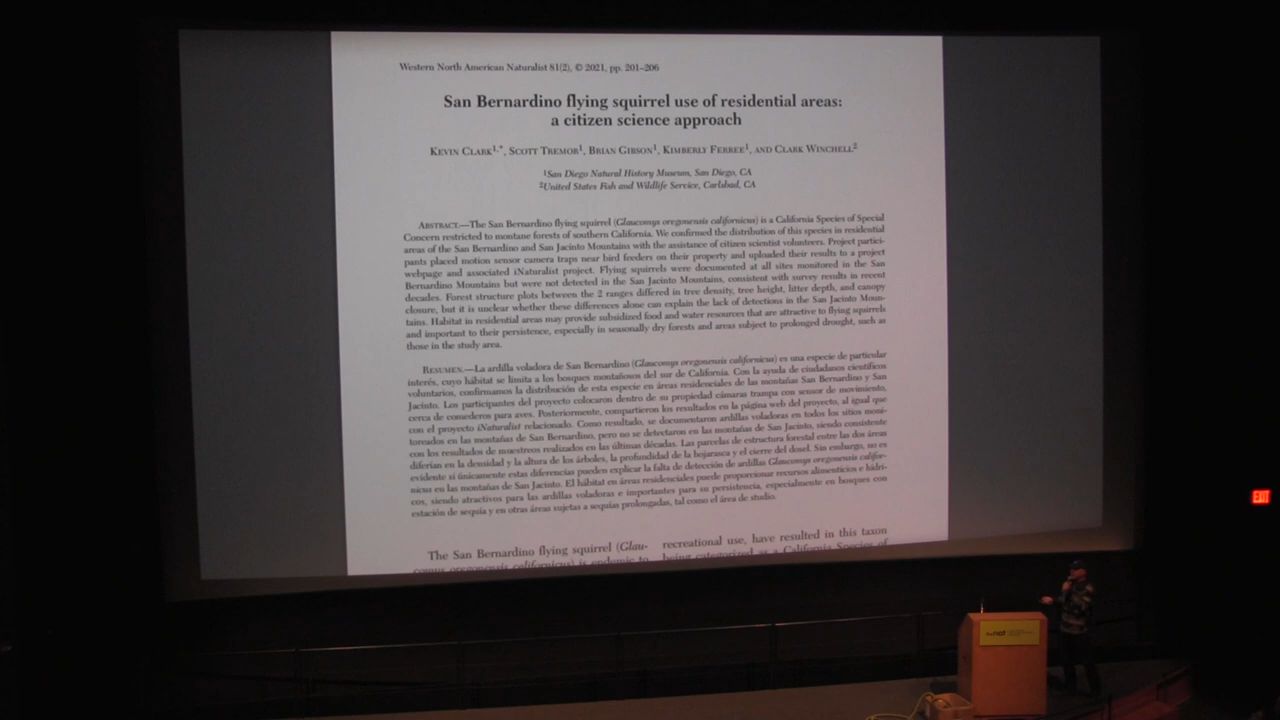 Western North American Naturalist 81(2), © 2021, pp. 201–206
San Bernardino flying squirrel use of residential areas:
a citizen science approach
KEVIN CLARK1,*, SCOTT TREMOR1, BRIAN GIBSON1, KIMBERLY FERREE1, AND CLARK WINCHELL2
1San Diego Natural History Museum, San Diego, CA
2United States Fish and Wildlife Service, Carlsbad, CA
ABSTRACT.—The San Bernardino flying squirrel (Glaucomys oregonensis californicus) is a California Species of Special
Concern restricted to montane forests of southern California. We confirmed the distribution of this species in residential
areas of the San Bernardino and San Jacinto Mountains with the assistance of citizen scientist volunteers. Project partici-
pants placed motion sensor camera traps near bird feeders on their property and uploaded their results to a project
webpage and associated iNaturalist project. Flying squirrels were documented at all sites monitored in the San
Bernardino Mountains but were not detected in the San Jacinto Mountains, consistent with survey results in recent
decades. Forest structure plots between the 2 ranges differed in tree density, tree height, litter depth, and canopy
closure, but it is unclear whether these differences alone can explain the lack of detections in the San Jacinto Moun-
tains. Habitat in residential areas may provide subsidized food and water resources that are attractive to flying squirrels
and important to their persistence, especially in seasonally dry forests and areas subject to prolonged drought, such as
those in the study area.
RESUMEN.—La ardilla voladora de San Bernardino (Glaucomys oregonensis californicus) es una especie de particular
interés, cuyo hábitat se limita a los bosques montañosos del sur de California. Con la ayuda de ciudadanos científicos
voluntarios, confirmamos la distribución de esta especie en áreas residenciales de las montañas San Bernardino y San
Jacinto. Los participantes del proyecto colocaron dentro de su propiedad cámaras trampa con sensor de movimiento,
cerca de comederos para aves. Posteriormente, compartieron los resultados en la página web del proyecto, al igual que
con el proyecto iNaturalist relacionado. Como resultado, se documentaron ardillas voladoras en todos los sitios moni-
toreados en las montañas de San Bernardino, pero no se detectaron en las montañas de San Jacinto, siendo consistente
con los resultados de muestreos realizados en las últimas décadas. Las parcelas de estructura forestal entre las dos áreas
diferían en la densidad y la altura de los árboles, la profundidad de la hojarasca y el cierre del dosel. Sin embargo, no es
evidente si únicamente estas diferencias pueden explicar la falta de detección de ardillas Glaucomys oregonensis califor-
nicus en las montañas de San Jacinto. El hábitat en áreas residenciales puede proporcionar recursos alimenticios e hídri-
cos, siendo atractivos para las ardillas voladoras e importantes para su persistencia, especialmente en bosques con
estación de sequía y en otras áreas sujetas a sequías prolongadas, tal como el área de studio.
The San Bernardino flying squirrel (Glau-
comys oregonensis californicus) is endemic to
recreational use, have resulted in this taxon
being categorized as a California Species of
EXIT